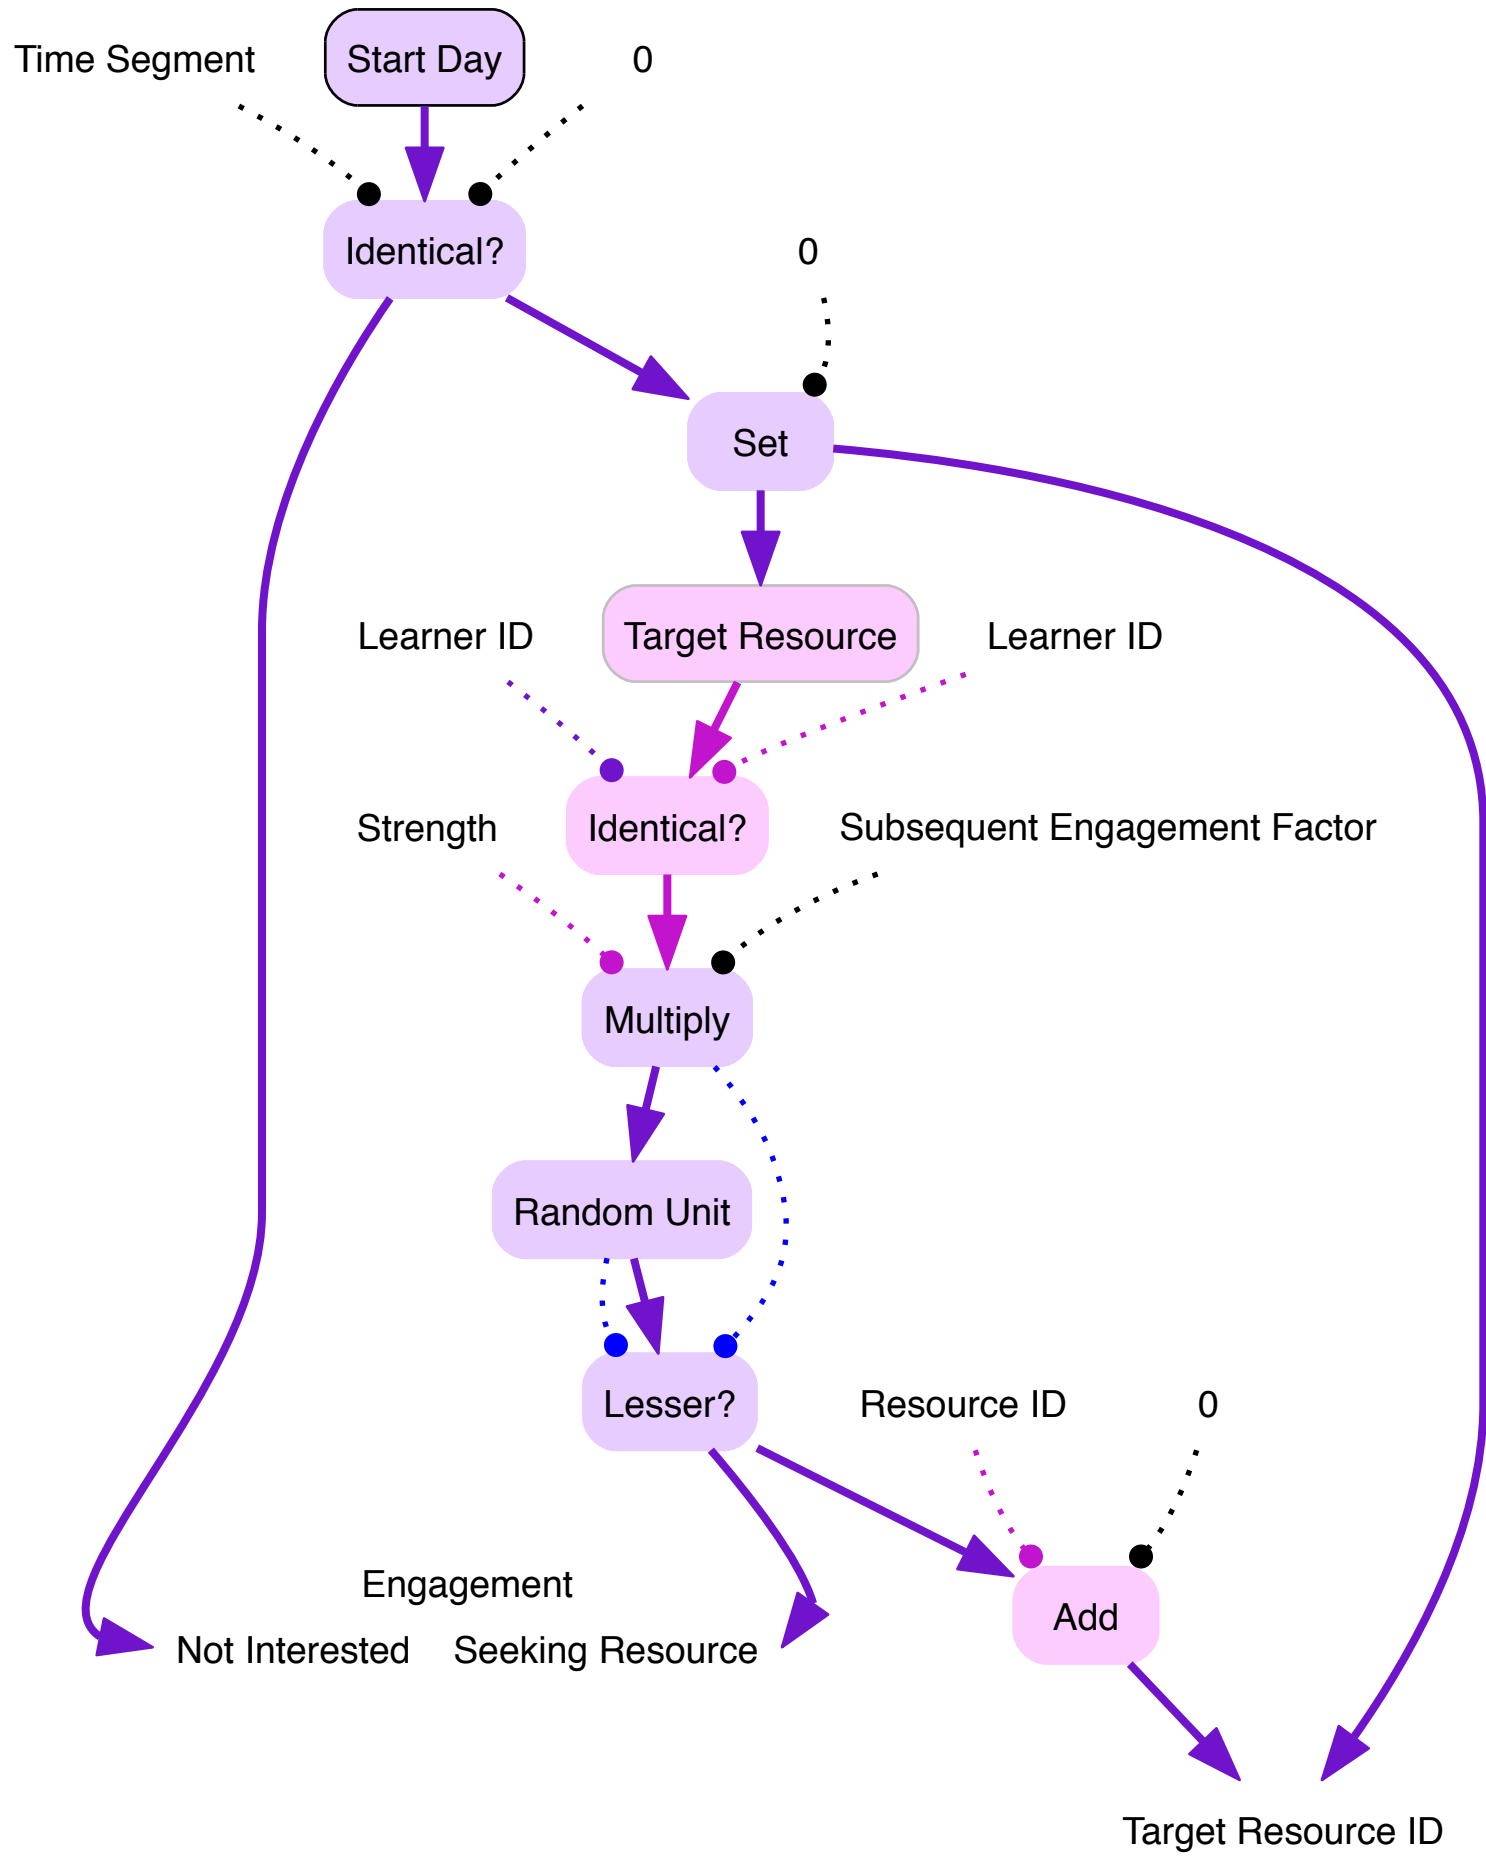 Time Segment
Start Day
0
Identical?
0
Set
Learner ID
Target Resource
Learner ID
Strength
Identical?
Subsequent Engagement Factor
Multiply
Random Unit
Lesser?
Resource ID
0
Engagement
Add
Not Interested
Seeking Resource
Target Resource ID